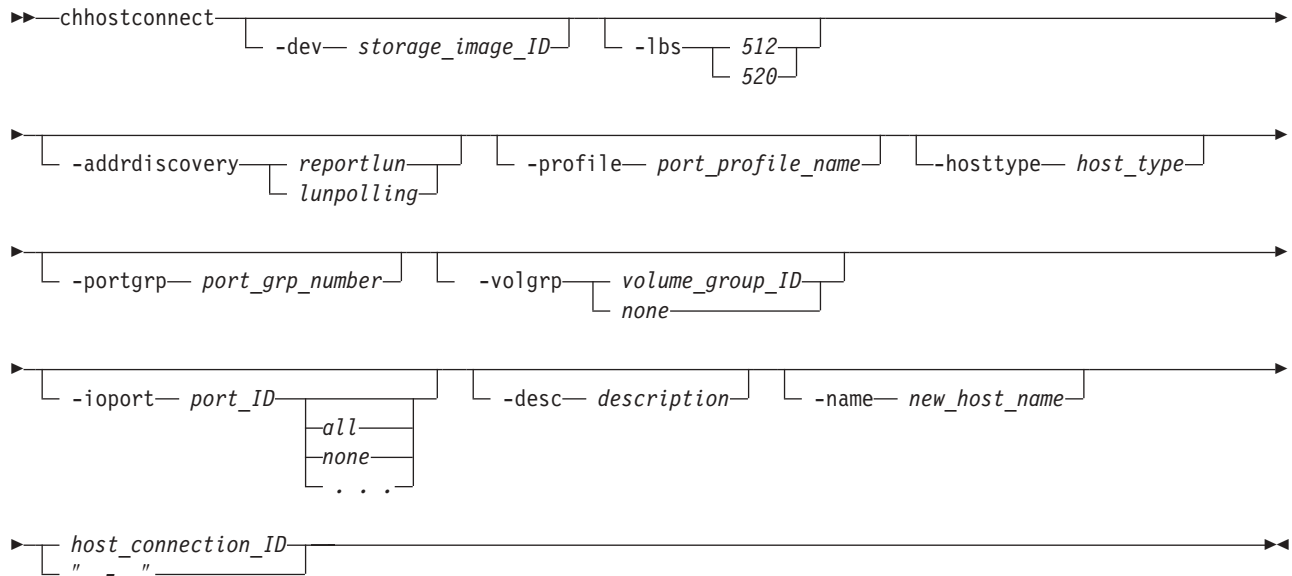 chhostconnect
-dev storage_image_ID -lbs 512
520
-addrdiscovery reportlun -profile port_profile_name -hosttype host_type
lunpolling
-portgrp port_grp_number -volgrp volume_group_ID
none
-ioport port_ID -desc description -name new_host_name
all
none
. . .
host_connection_ID
" - "